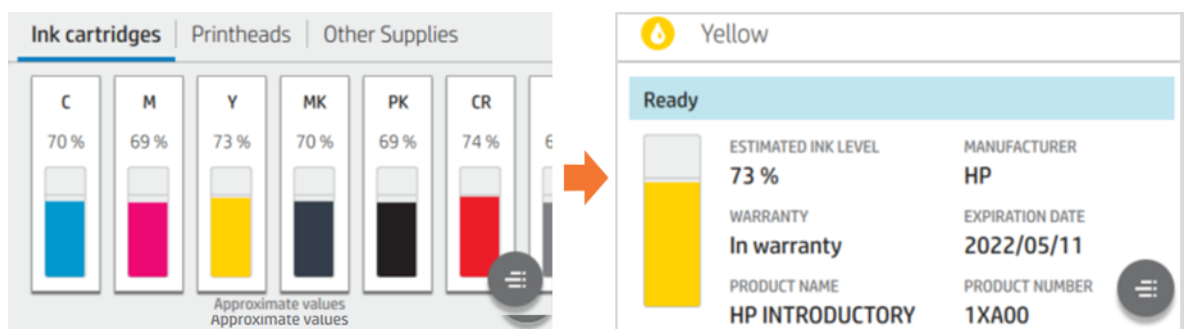 Ink cartridges | Printheads | Other Supplies
C M Y MK PK CR
70 % 69 % 73 % 70 % 69 % 74 % 6
Approximate values
Approximate values
Yellow
Ready
ESTIMATED INK LEVEL MANUFACTURER
73 % HP
WARRANTY EXPIRATION DATE
In warranty 2022/05/11
PRODUCT NAME PRODUCT NUMBER
HP INTRODUCTORY 1XA00